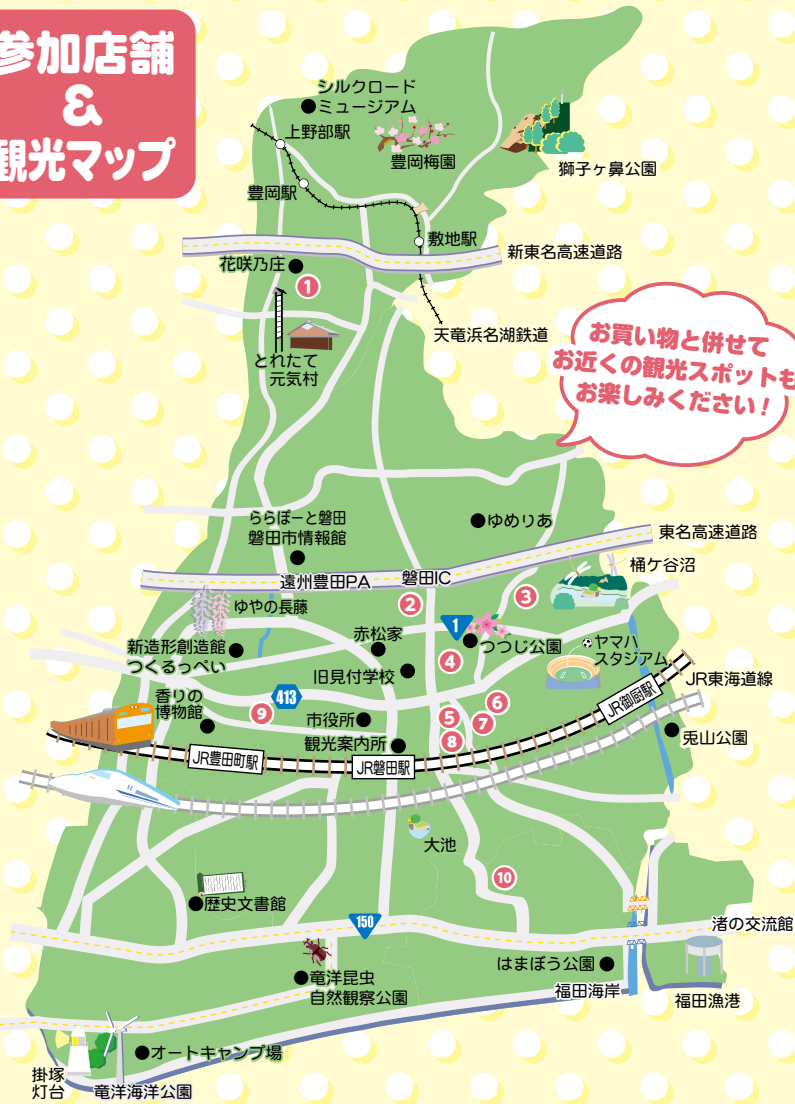 参加店舗
&
観光マップ
シルクロード
ミュージアム
上野部駅
豊岡梅園
獅子ヶ鼻公園
豊岡駅
敷地駅
新東名高速道路
花咲乃庄
1
天竜浜名湖鉄道
とれたて
元気村
お買い物と併せて
お近くの観光スポットも
お楽しみください!
ららぽーと磐田
磐田市情報館
ゆめりあ
東名高速道路
遠州豊田PA
磐田IC
桶ケ谷沼
ゆやの長藤
2
3
1
赤松家
つつじ公園
ヤマハ
スタジアム
新造形創造館
つくるっぺい
旧見付学校
4
JR東海道線
香りの
博物館
413
9
市役所
5
6
7
8
JR御厨駅
観光案内所
兎山公園
JR豊田町駅
JR磐田駅
大池
10
歴史文書館
150
渚の交流館
竜洋昆虫
自然観察公園
はまぼう公園
福田海岸
福田漁港
オートキャンプ場
掛塚
灯台
竜洋海洋公園